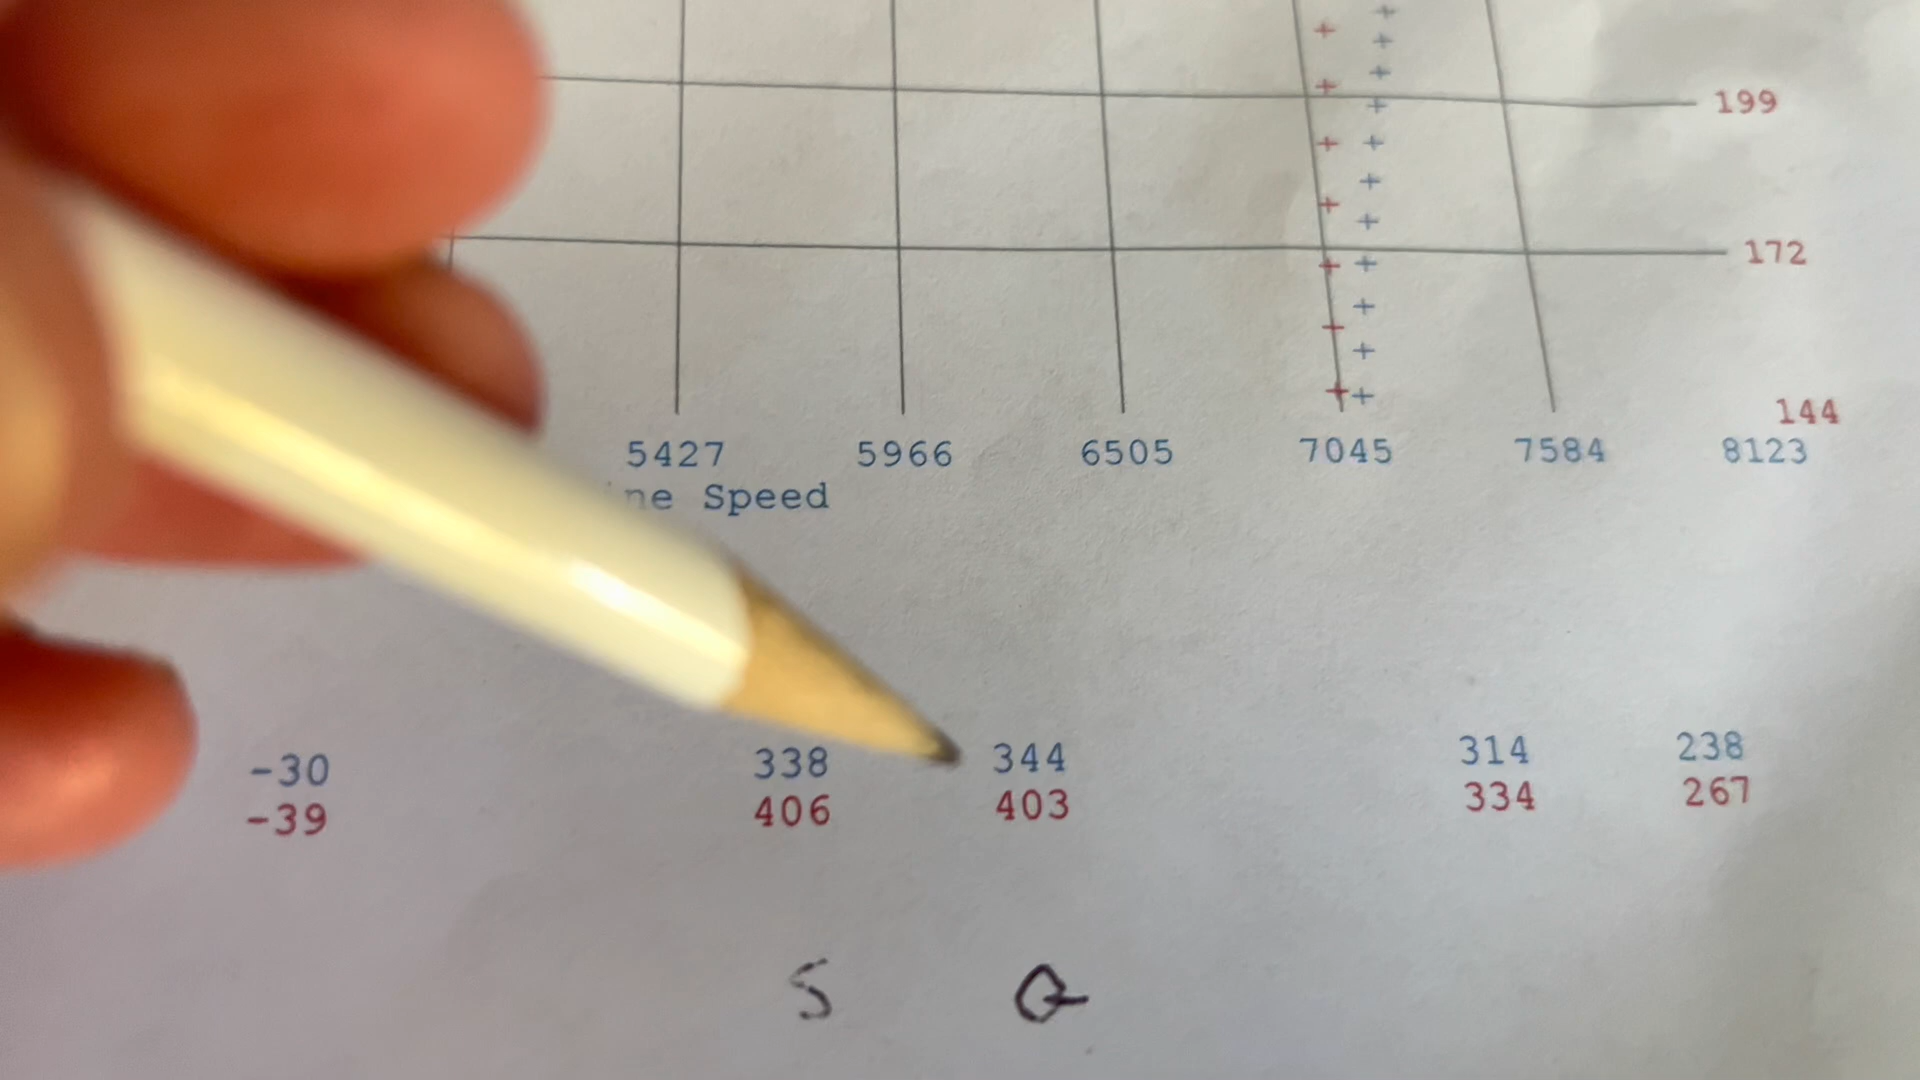 199
172
144
5427 5966 6505 7045 7584 8123
ne Speed
-30 338 344 314 238
-39 406 403 334 267
S Q